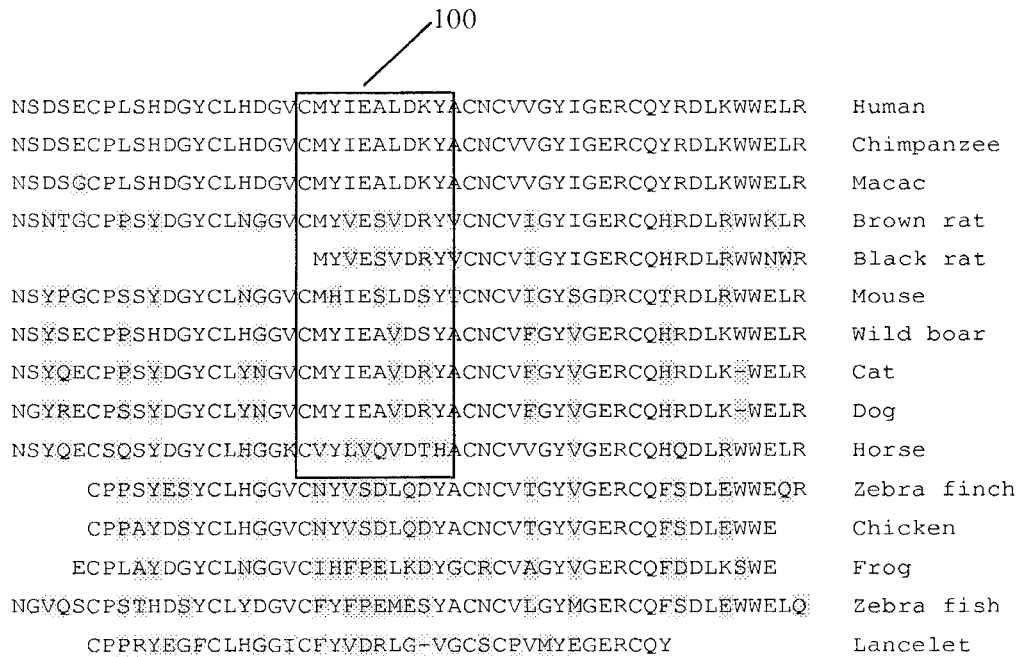 100
NSDSECPLSHDGYCLHDGVCMYIEALDKYACNCVVGYIGERCQYRDLKWWELR Human
NSDSECPLSHDGYCLHDGVCMYIEALDKYACNCVVGYIGERCQYRDLKWWELR Chimpanzee
NSDSGCPLSHDGYCLHDGVCMYIEALDKYACNCVVGYIGERCQYRDLKWWELR Macac
NSNTGCPPSYDGYCLNGGVCMYVESVDRYVCNCVIGYIGERCQHRDLRWWKLR Brown rat
MYVESVDRYVCNCVIGYIGERCQHRDLRWWNWR Black rat
NSYPGCPSSYDGYCLNGGVCMHIESLDSYTCNCVIGYSGDRCQTRDLRWWELR Mouse
NSYSECPPSHDGYCLHGGVCMYIEAVDSYACNCVFGYVGERCQHRDLKWWELR Wild boar
NSYQECPPSYDGYCLYNGVCMYIEAVDRYACNCVFGYVGERCQHRDLK-WELR Cat
NGYRECPSSYDGYCLYNGVCMYIEAVDRYACNCVFGYVGERCQHRDLK-WELR Dog
NSYQECSQSYDGYCLHGGKCVYLVQVDTHACNCVVGYVGERCQHQDLRWWELR Horse
CPPSYESYCLHGGVCNYVSDLQDYACNCVTGYVGERCQFSDLEWWEQR Zebra finch
CPPAYDSYCLHGGVCNYVSDLQDYACNCVTGYVGERCQFSDLEWWE Chicken
ECPLAYDGYCLNGGVCIHFPELKDYGCRCVAGYVGERCQFDDLKSWE Frog
NGVQSCPSTHDSYCLYDGVCFYFPEMESYACNCVLGYMGERCQFSDLEWWELQ Zebra fish
CPPRYEGFCLHGGICFYVDRLG-VGCSCPVMYEGERCQY Lancelet